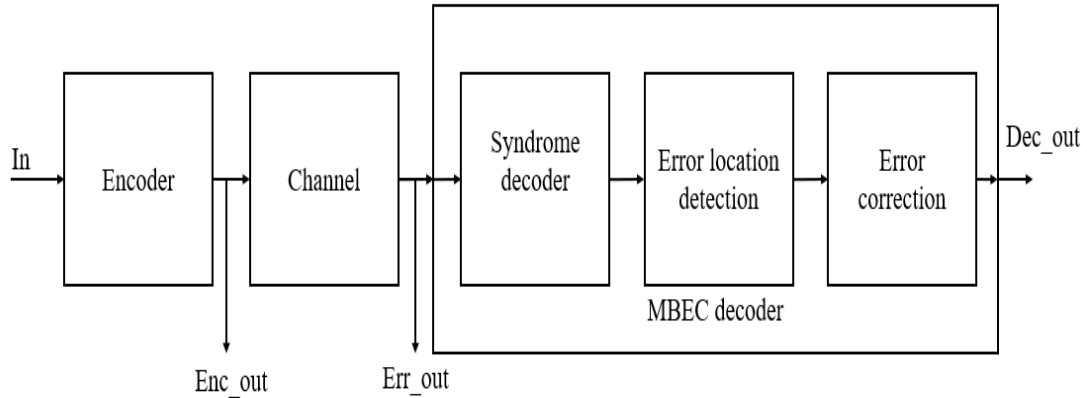 In
Encoder
Channel
Syndrome
decoder
Error location
detection
Error
correction
Dec_out
MBEC decoder
Enc_out
Err_out